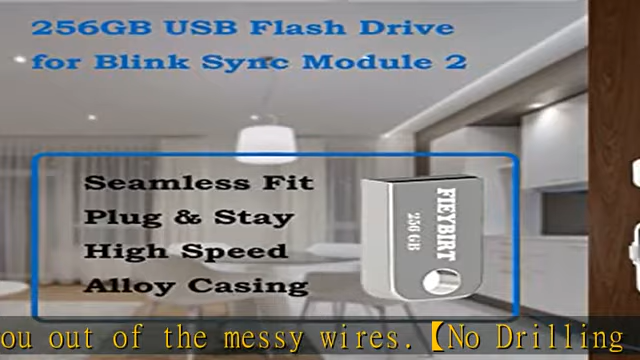 256GB USB Flash Drive
for Blink Sync Module 2
Seamless Fit
Plug & Stay
High Speed
Alloy Casing
FIEYBIRT
256 GB
ou out of the messy wires.【No Drilling